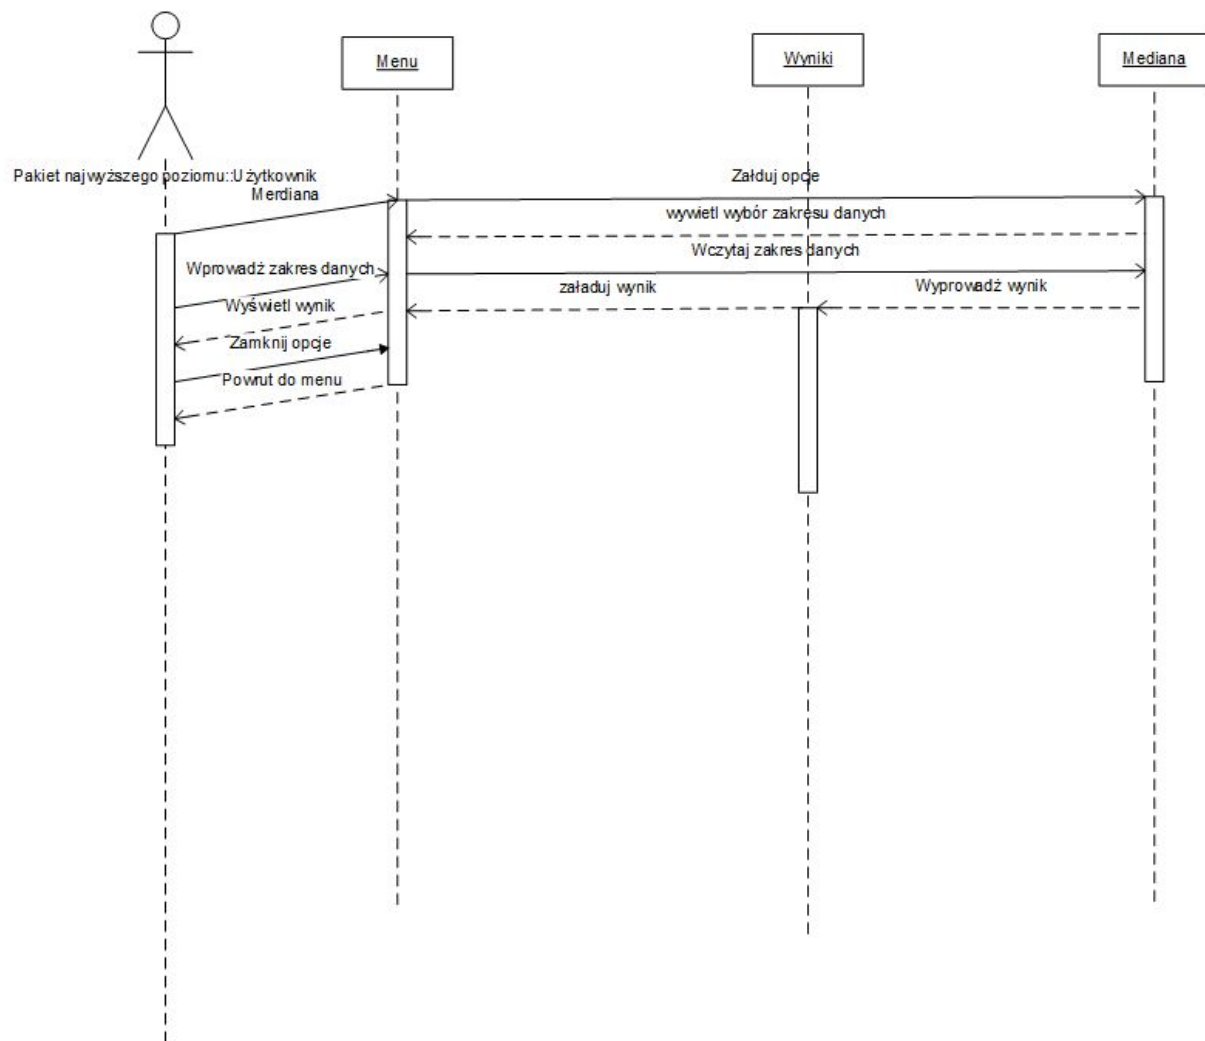 Menu
Wyniki
Mediana
Pakiet najwyższego poziomu::Użytkownik
Merdiana
Załduj opcje
wywietl wybór zakresu danych
Wczytaj zakres danych
Wprowadź zakres danych
załaduj wynik
Wyprowadź wynik
Wyświetl wynik
Zamknij opcje
Powrut do menu